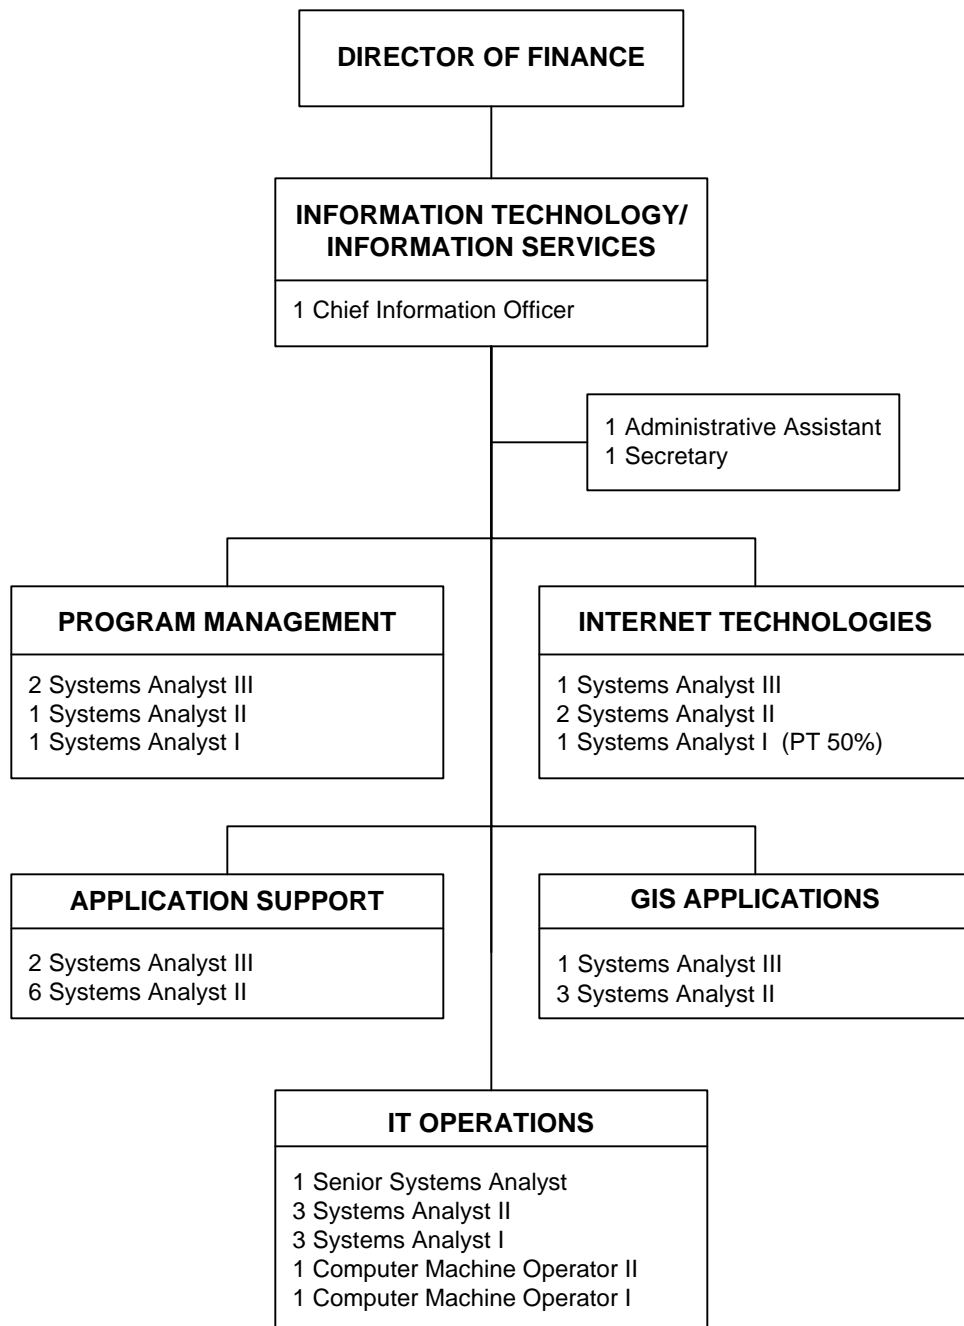 DIRECTOR OF FINANCE
INFORMATION TECHNOLOGY/
INFORMATION SERVICES
1 Chief Information Officer
1 Administrative Assistant
1 Secretary
PROGRAM MANAGEMENT
2 Systems Analyst III
1 Systems Analyst II
1 Systems Analyst I
INTERNET TECHNOLOGIES
1 Systems Analyst III
2 Systems Analyst II
1 Systems Analyst I (PT 50%)
APPLICATION SUPPORT
2 Systems Analyst III
6 Systems Analyst II
GIS APPLICATIONS
1 Systems Analyst III
3 Systems Analyst II
IT OPERATIONS
1 Senior Systems Analyst
3 Systems Analyst II
3 Systems Analyst I
1 Computer Machine Operator II
1 Computer Machine Operator I